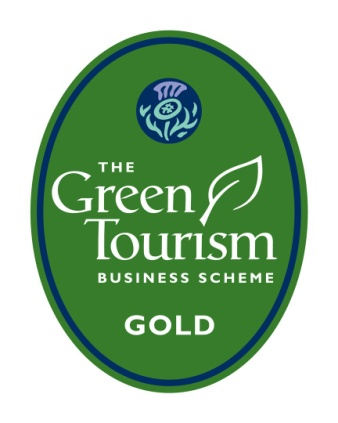 THE
Green
Tourism
BUSINESS SCHEME
GOLD